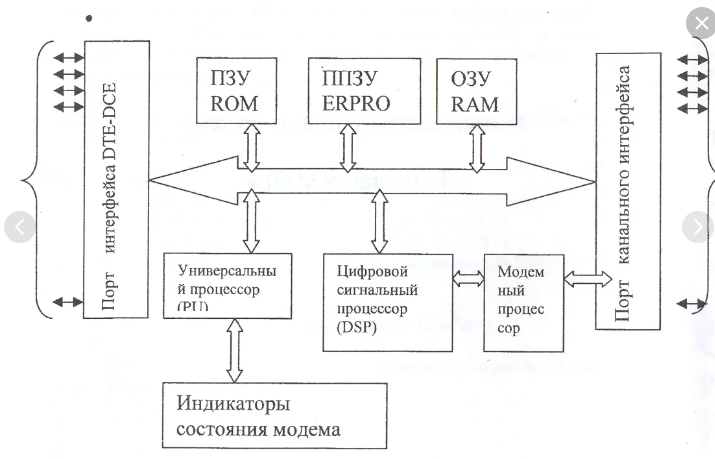 Порт интерфейса DTE-DCE
ПЗУ
ROM
ППЗУ
ERPRO
ОЗУ
RAM
Порт канального интерфейса
Универсальны
й процессор
(PU)
Цифровой
сигнальный
процессор
(DSP)
Модем
ный
процес
сор
Индикаторы
состояния модема